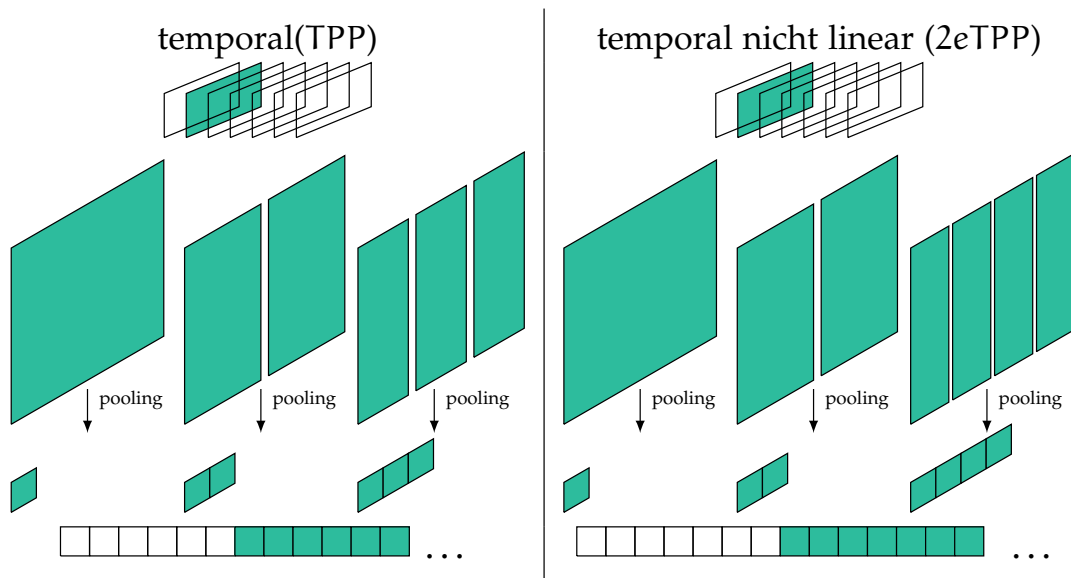 temporal(TPP)
pooling
pooling
pooling
...
temporal nicht linear (2eTPP)
pooling
pooling
pooling
...